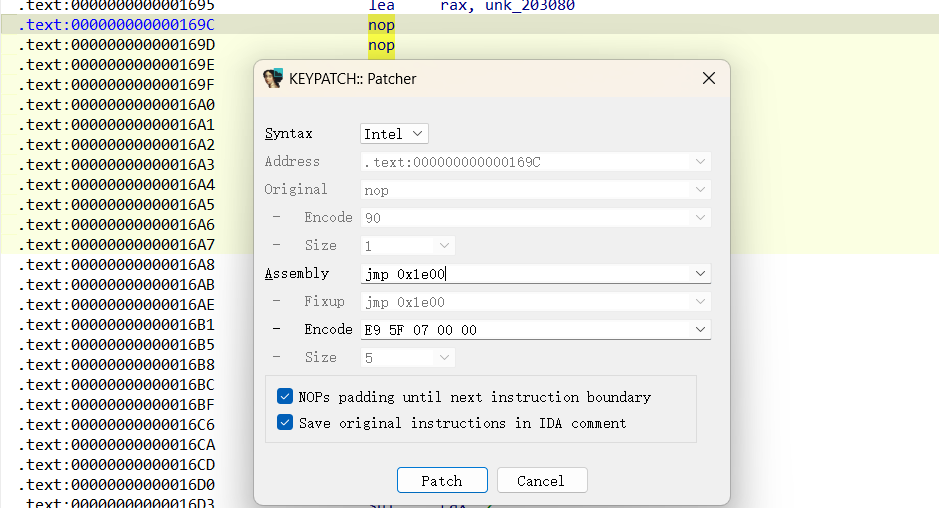 .text:0000000000001695 lea rax, unk_203080
.text:000000000000169C nop
.text:000000000000169D nop
.text:000000000000169E
.text:000000000000169F
.text:00000000000016A0
.text:00000000000016A1
.text:00000000000016A2
.text:00000000000016A3
.text:00000000000016A4
.text:00000000000016A5
.text:00000000000016A6
.text:00000000000016A7
.text:00000000000016A8
.text:00000000000016AB
.text:00000000000016AE
.text:00000000000016B1
.text:00000000000016B5
.text:00000000000016B8
.text:00000000000016BC
.text:00000000000016BF
.text:00000000000016C6
.text:00000000000016CA
.text:00000000000016CD
.text:00000000000016D0
.text:00000000000016D3
KEYPATCH:: Patcher
Syntax Intel
Address .text:000000000000169C
Original nop
- Encode 90
- Size 1
Assembly jmp 0x1e00
- Fixup jmp 0x1e00
- Encode E9 5F 07 00 00
- Size 5
NOPs padding until next instruction boundary
Save original instructions in IDA comment
Patch Cancel